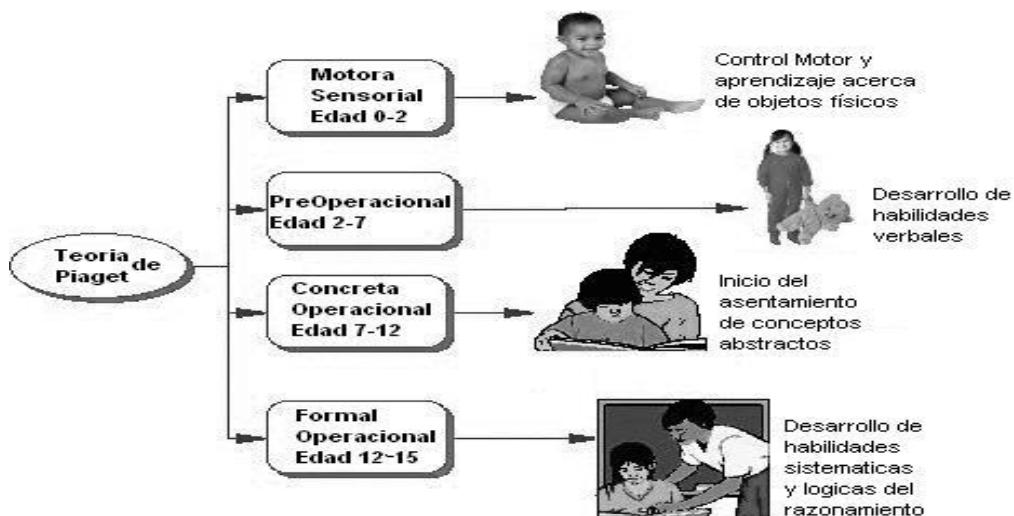 Teoria de
Piaget
Motora
Sensorial
Edad 0-2
Control Motor y
aprendizaje acerca
de objetos físicos
PreOperacional
Edad 2-7
Desarrollo de
habilidades
verbales
Concreta
Operacional
Edad 7-12
Inicio del
asentamiento
de conceptos
abstractos
Formal
Operacional
Edad 12-15
Desarrollo de
habilidades
sistematicas
y logicas del
razonamiento